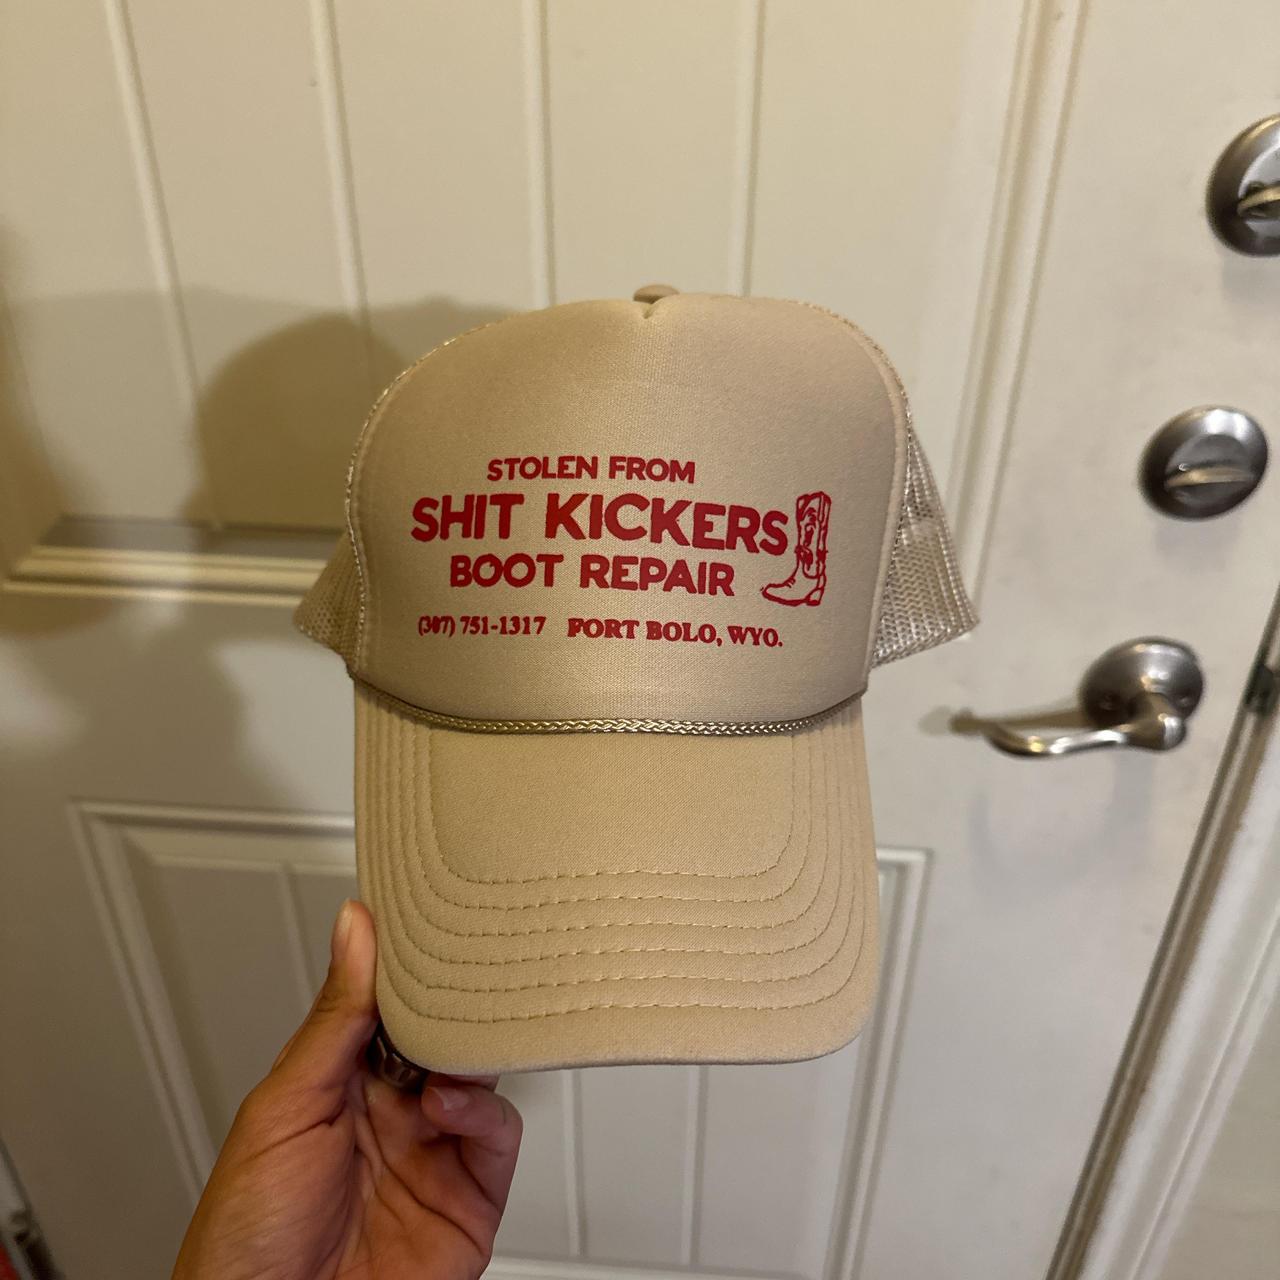 STOLEN FROM
SHIT KICKERS
BOOT REPAIR
(307) 751-1317 FORT BOLO, WYO.